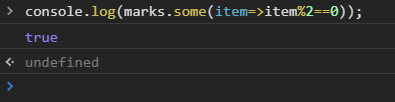 > console.log(marks.some(item=>item%2==0));
true
<· undefined
>